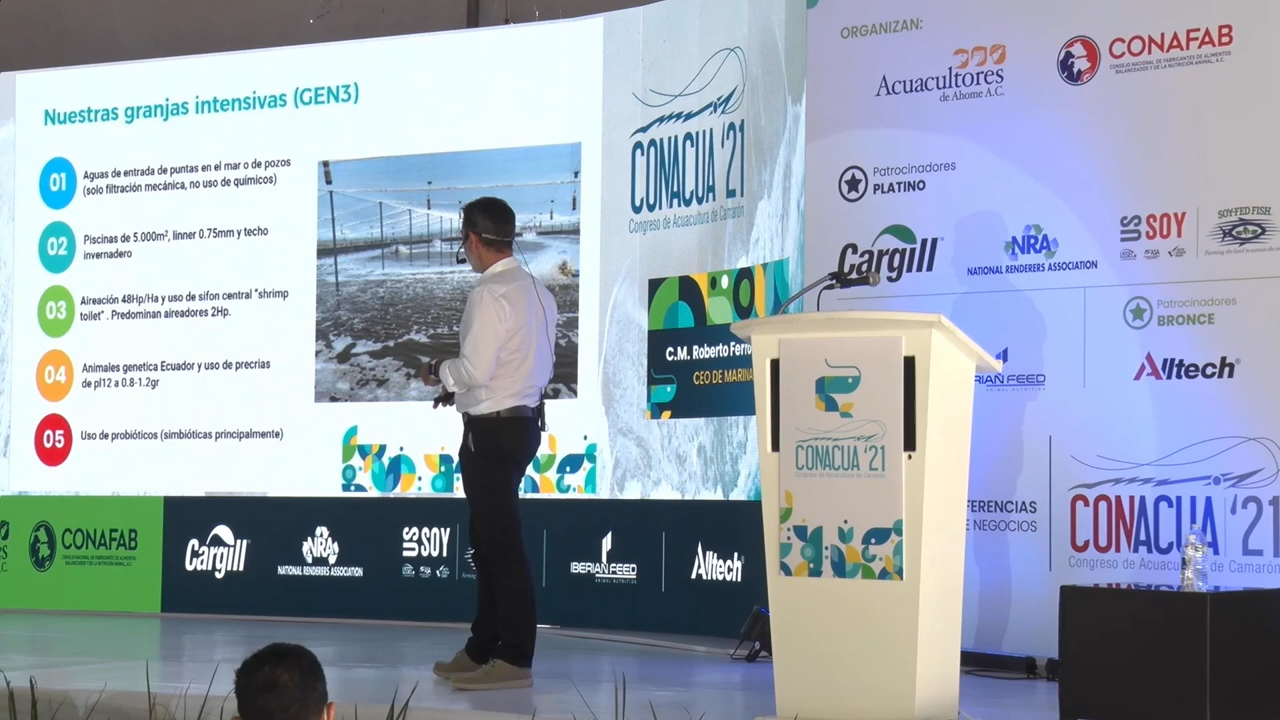 Nuestras granjas intensivas (GEN3)
01
Aguas de entrada de puntas en el mar o de pozos
(solo filtración mecánica, no uso de químicos)
02
Piscinas de 5.000m², linner 0.75mm y techo
invernadero
03
Aireación 48Hp/Ha y uso de sifon central “shrimp
toilet” . Predominan aireadores 2Hp.
04
Animales genetica Ecuador y uso de precrias
de pl12 a 0.8-1.2gr
05
Uso de probióticos (simbióticas principalmente)
CONACUA '21
Congreso de Acuacultura de Camarón
C.M. Roberto
CEO DE
ORGANIZAN:
Acuacultores
de Ahome A.C.
CONAFAB
CONSEJO NACIONAL DE FABRICANTES DE ALIMENTOS
BALANCEADOS Y DE LA NUTRICIÓN ANIMAL, A.C.
Patrocinadores
PLATINO
Cargill
NRA
NATIONAL RENDERERS ASSOCIATION
US SOY
SOY-FED FISH
Patrocinadores
BRONCE
FEED
Alltech
CONACUA '21
Congreso de Acuacultura de Camarón
DE NEGOCIOS
CONACUA '21
Congreso de de Camarón
CONAFAB
Cargill
NRA
NATIONAL RENDERERS ASSOCIATION
US SOY
IBERIAN FEED
ANIMAL NUTRITION
Alltech